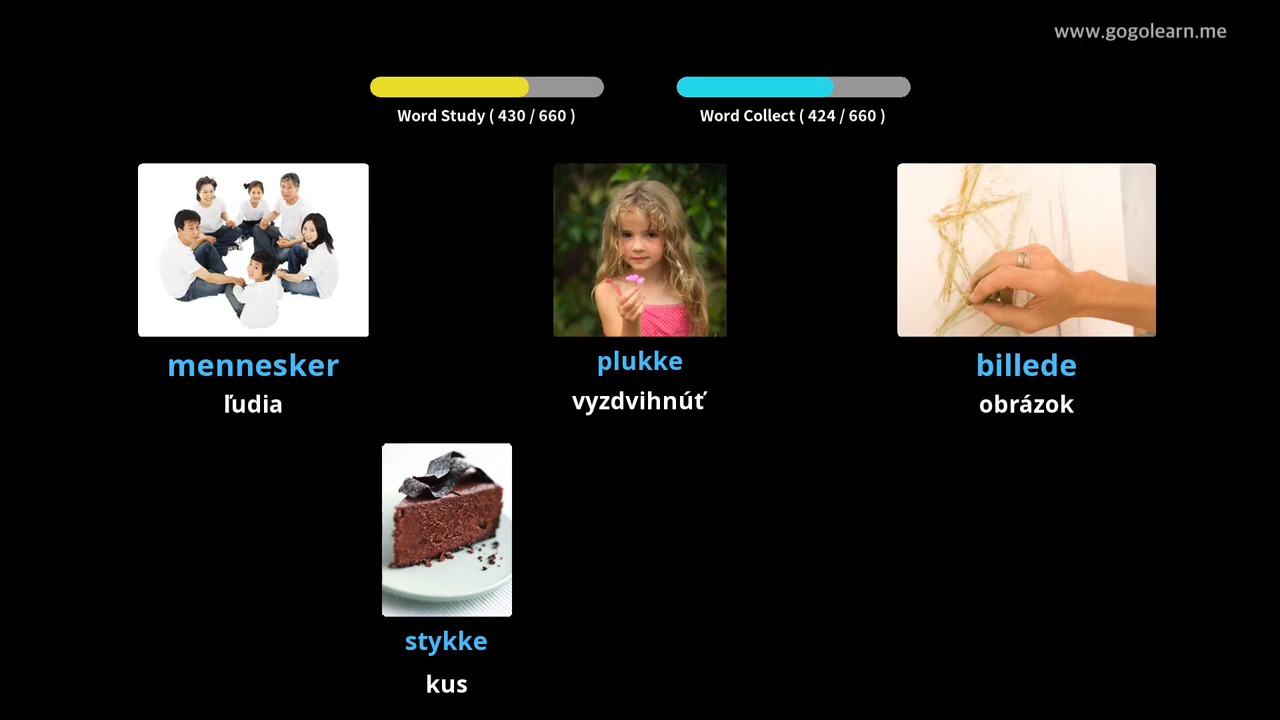 www.gogolearn.me
Word Study ( 430 / 660 )
Word Collect ( 424 / 660 )
mennesker
ľudia
plukke
vyzdvihnúť
billede
obrázok
stykke
kus